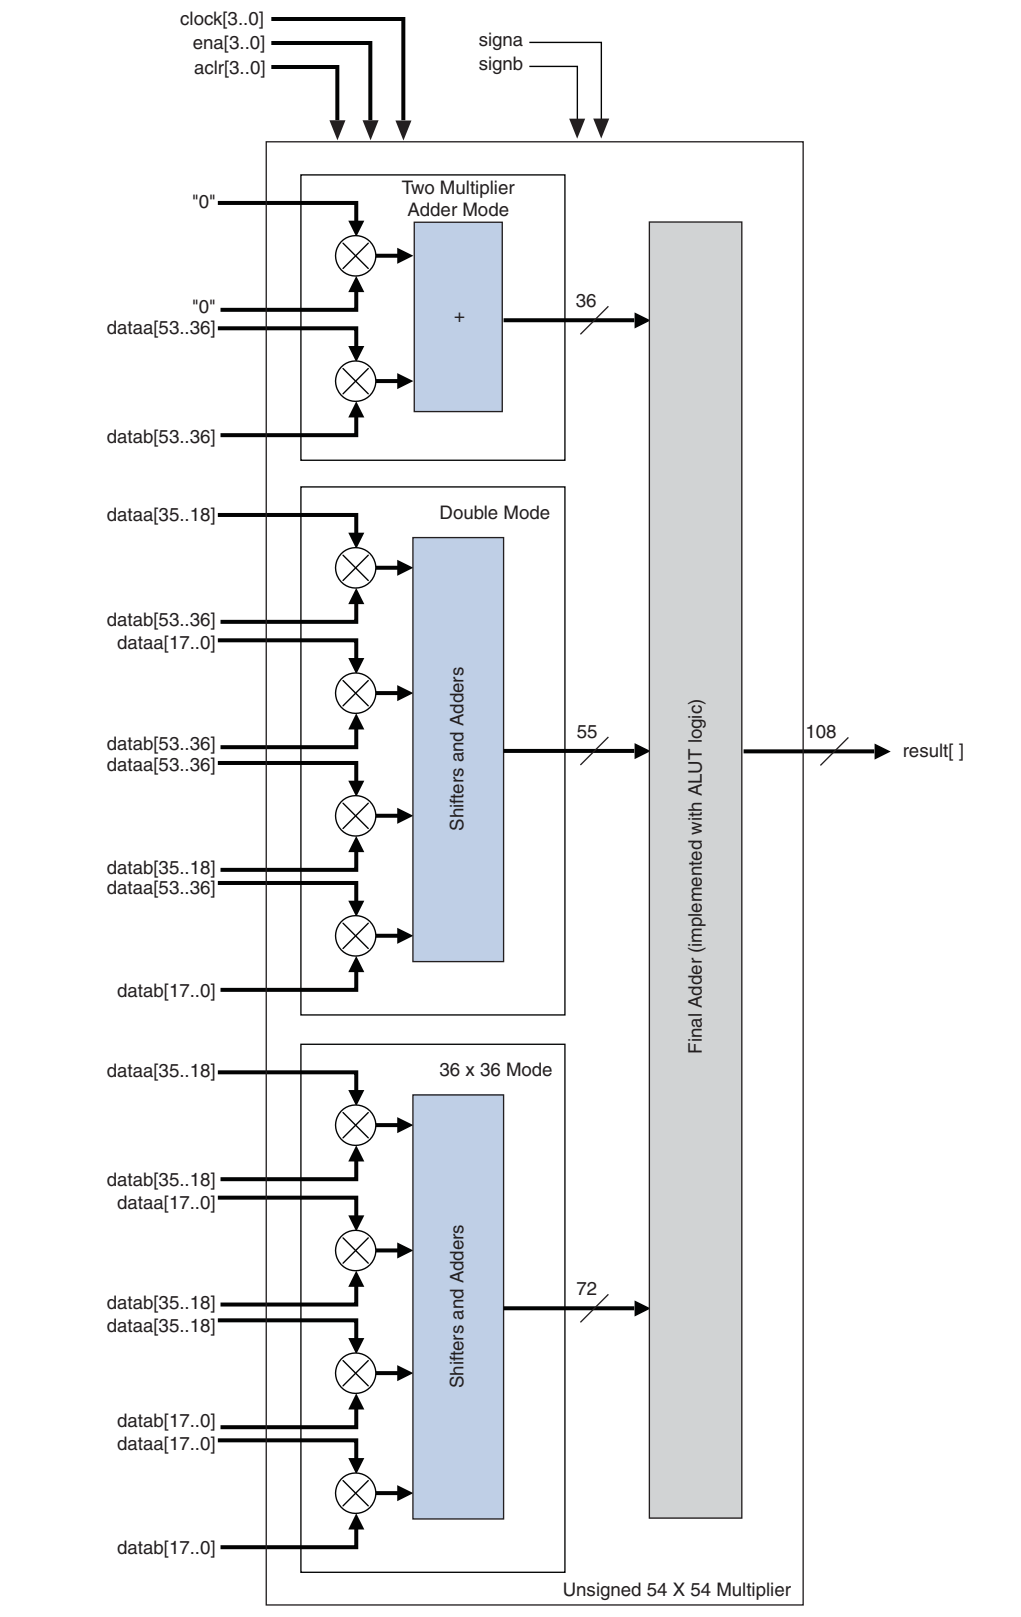 clock[3..0]
ena[3..0]
aclr[3..0]
signa
signb
Two Multiplier
Adder Mode
"0"
"0"
dataa[53..36]
datab[53..36]
+
36
Double Mode
dataa[35..18]
datab[53..36]
dataa[17..0]
datab[53..36]
dataa[53..36]
datab[35..18]
dataa[53..36]
datab[17..0]
Shifters and Adders
55
Final Adder (implemented with ALUT logic)
108
result[ ]
36 x 36 Mode
dataa[35..18]
datab[35..18]
dataa[17..0]
datab[35..18]
dataa[35..18]
datab[17..0]
dataa[17..0]
datab[17..0]
Shifters and Adders
72
Unsigned 54 X 54 Multiplier